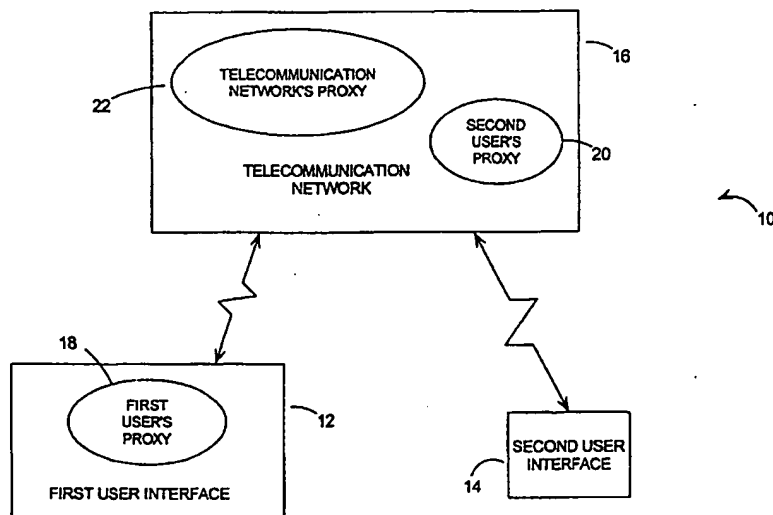 16
TELECOMMUNICATION
NETWORK'S PROXY
22
SECOND
USER'S
PROXY
20
TELECOMMUNICATION
NETWORK
10
18
FIRST
USER'S
PROXY
12
FIRST USER INTERFACE
SECOND USER
INTERFACE
14